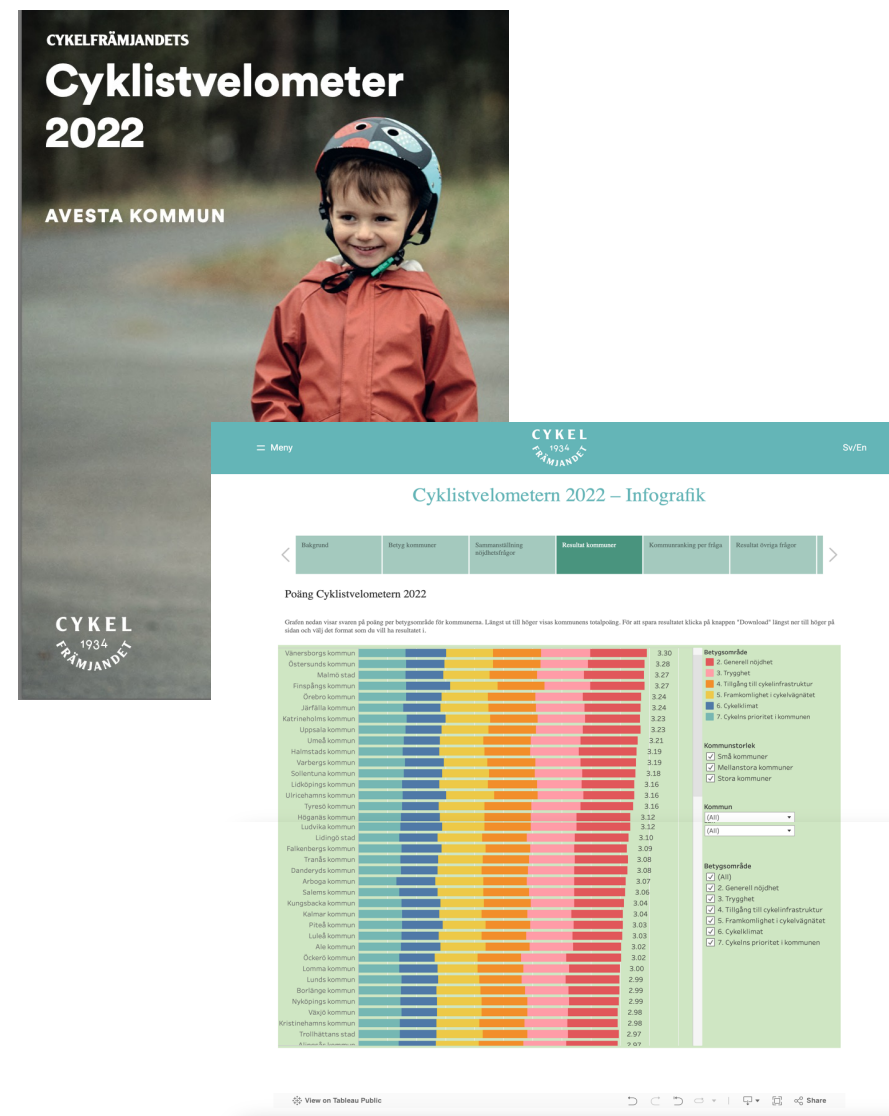 CYKELFRÄMJANDETS
Cyklistvelometer
2022
AVESTA KOMMUN
CYKEL
1934
FRÄMJANDET
Meny
CYKEL
1934
FRÄMJANDET
Sv/En
Cyklistvelometern 2022 – Infografik
Bakgrund
Betyg kommuner
Sammanställning
nöjdhetsfrågor
Resultat kommuner
Kommunranking per fråga
Resultat övriga frågor
Poäng Cyklistvelometern 2022
Grafen nedan visar svaren på poäng per betygsområde för kommunerna. Längst ut till höger visas kommunens totalpoäng. För att spara resultatet klicka på knappen "Download" längst ner till höger på
sidan och välj det format som du vill ha resultatet i.
Vänersborgs kommun 3.30
Östersunds kommun 3.28
Malmö stad 3.27
Finspångs kommun 3.27
Örebro kommun 3.24
Järfälla kommun 3.24
Katrineholms kommun 3.23
Uppsala kommun 3.23
Umeå kommun 3.21
Halmstads kommun 3.19
Varbergs kommun 3.19
Sollentuna kommun 3.18
Lidköpings kommun 3.16
Ulricehamns kommun 3.16
Tyresö kommun 3.16
Höganäs kommun 3.12
Ludvika kommun 3.12
Lidingö stad 3.10
Falkenbergs kommun 3.09
Tranås kommun 3.08
Danderyds kommun 3.08
Arboga kommun 3.07
Salems kommun 3.06
Kungsbacka kommun 3.04
Kalmar kommun 3.04
Piteå kommun 3.03
Luleå kommun 3.03
Ale kommun 3.02
Öckerö kommun 3.02
Lomma kommun 3.00
Lunds kommun 2.99
Borlänge kommun 2.99
Nyköpings kommun 2.99
Växjö kommun 2.98
Kristinehamns kommun 2.98
Trollhättans stad 2.97
Alingsås kommun 2.97
Betygsområde
2. Generell nöjdhet
3. Trygghet
4. Tillgång till cykelinfrastruktur
5. Framkomlighet i cykelvägnätet
6. Cykelklimat
7. Cykelns prioritet i kommunen
Kommunstorlek
Små kommuner
Mellanstora kommuner
Stora kommuner
Kommun
(All)
(All)
Betygsområde
(All)
2. Generell nöjdhet
3. Trygghet
4. Tillgång till cykelinfrastruktur
5. Framkomlighet i cykelvägnätet
6. Cykelklimat
7. Cykelns prioritet i kommunen
View on Tableau Public
Share